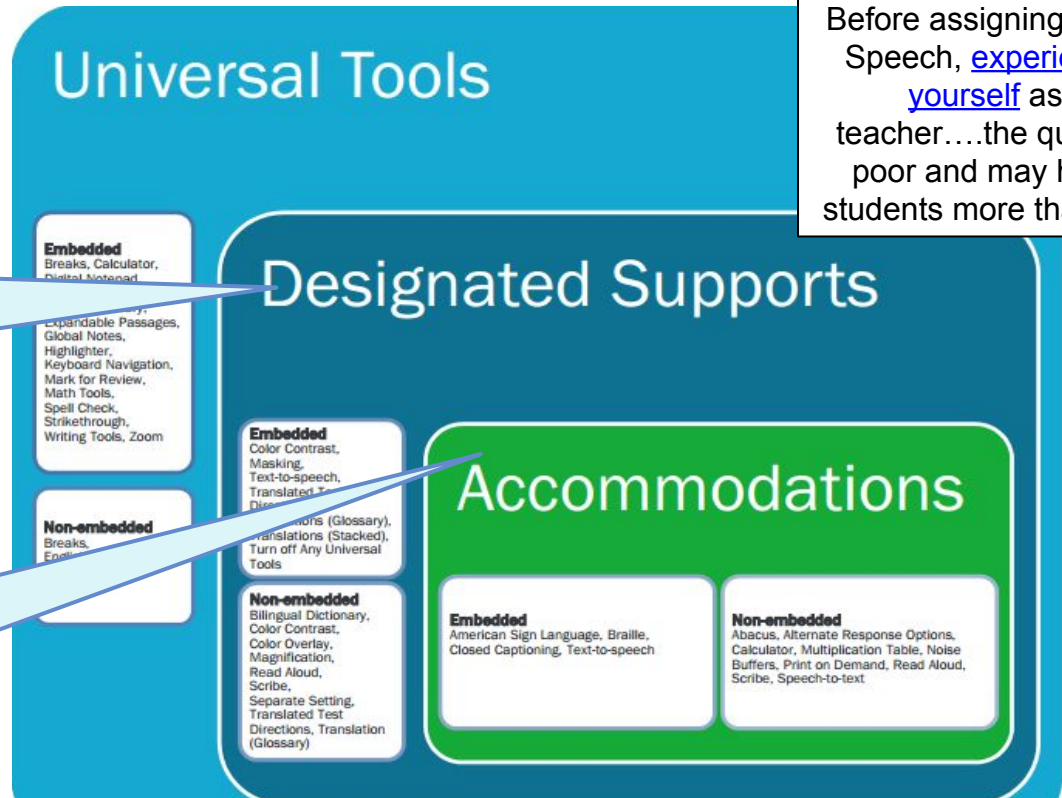 Universal Tools
Before assigning
Speech, experie
yourself as
teacher….the qu
poor and may h
students more tha
Embedded
Breaks, Calculator,
Digital Notepad,
Expandable Passages,
Global Notes,
Highlighter,
Keyboard Navigation,
Mark for Review,
Math Tools,
Spell Check,
Strikethrough,
Writing Tools, Zoom
Non-embedded
Breaks,
Designated Supports
Embedded
Color Contrast,
Masking,
Text-to-speech,
Translated
(Glossary),
Translations (Stacked),
Turn off Any Universal
Tools
Non-embedded
Bilingual Dictionary,
Color Contrast,
Color Overlay,
Magnification,
Read Aloud,
Scribe,
Separate Setting,
Translated Test
Directions, Translation
(Glossary)
Accommodations
Embedded
American Sign Language, Braille,
Closed Captioning, Text-to-speech
Non-embedded
Abacus, Alternate Response Options,
Calculator, Multiplication Table, Noise
Buffers, Print on Demand, Read Aloud,
Scribe, Speech-to-text